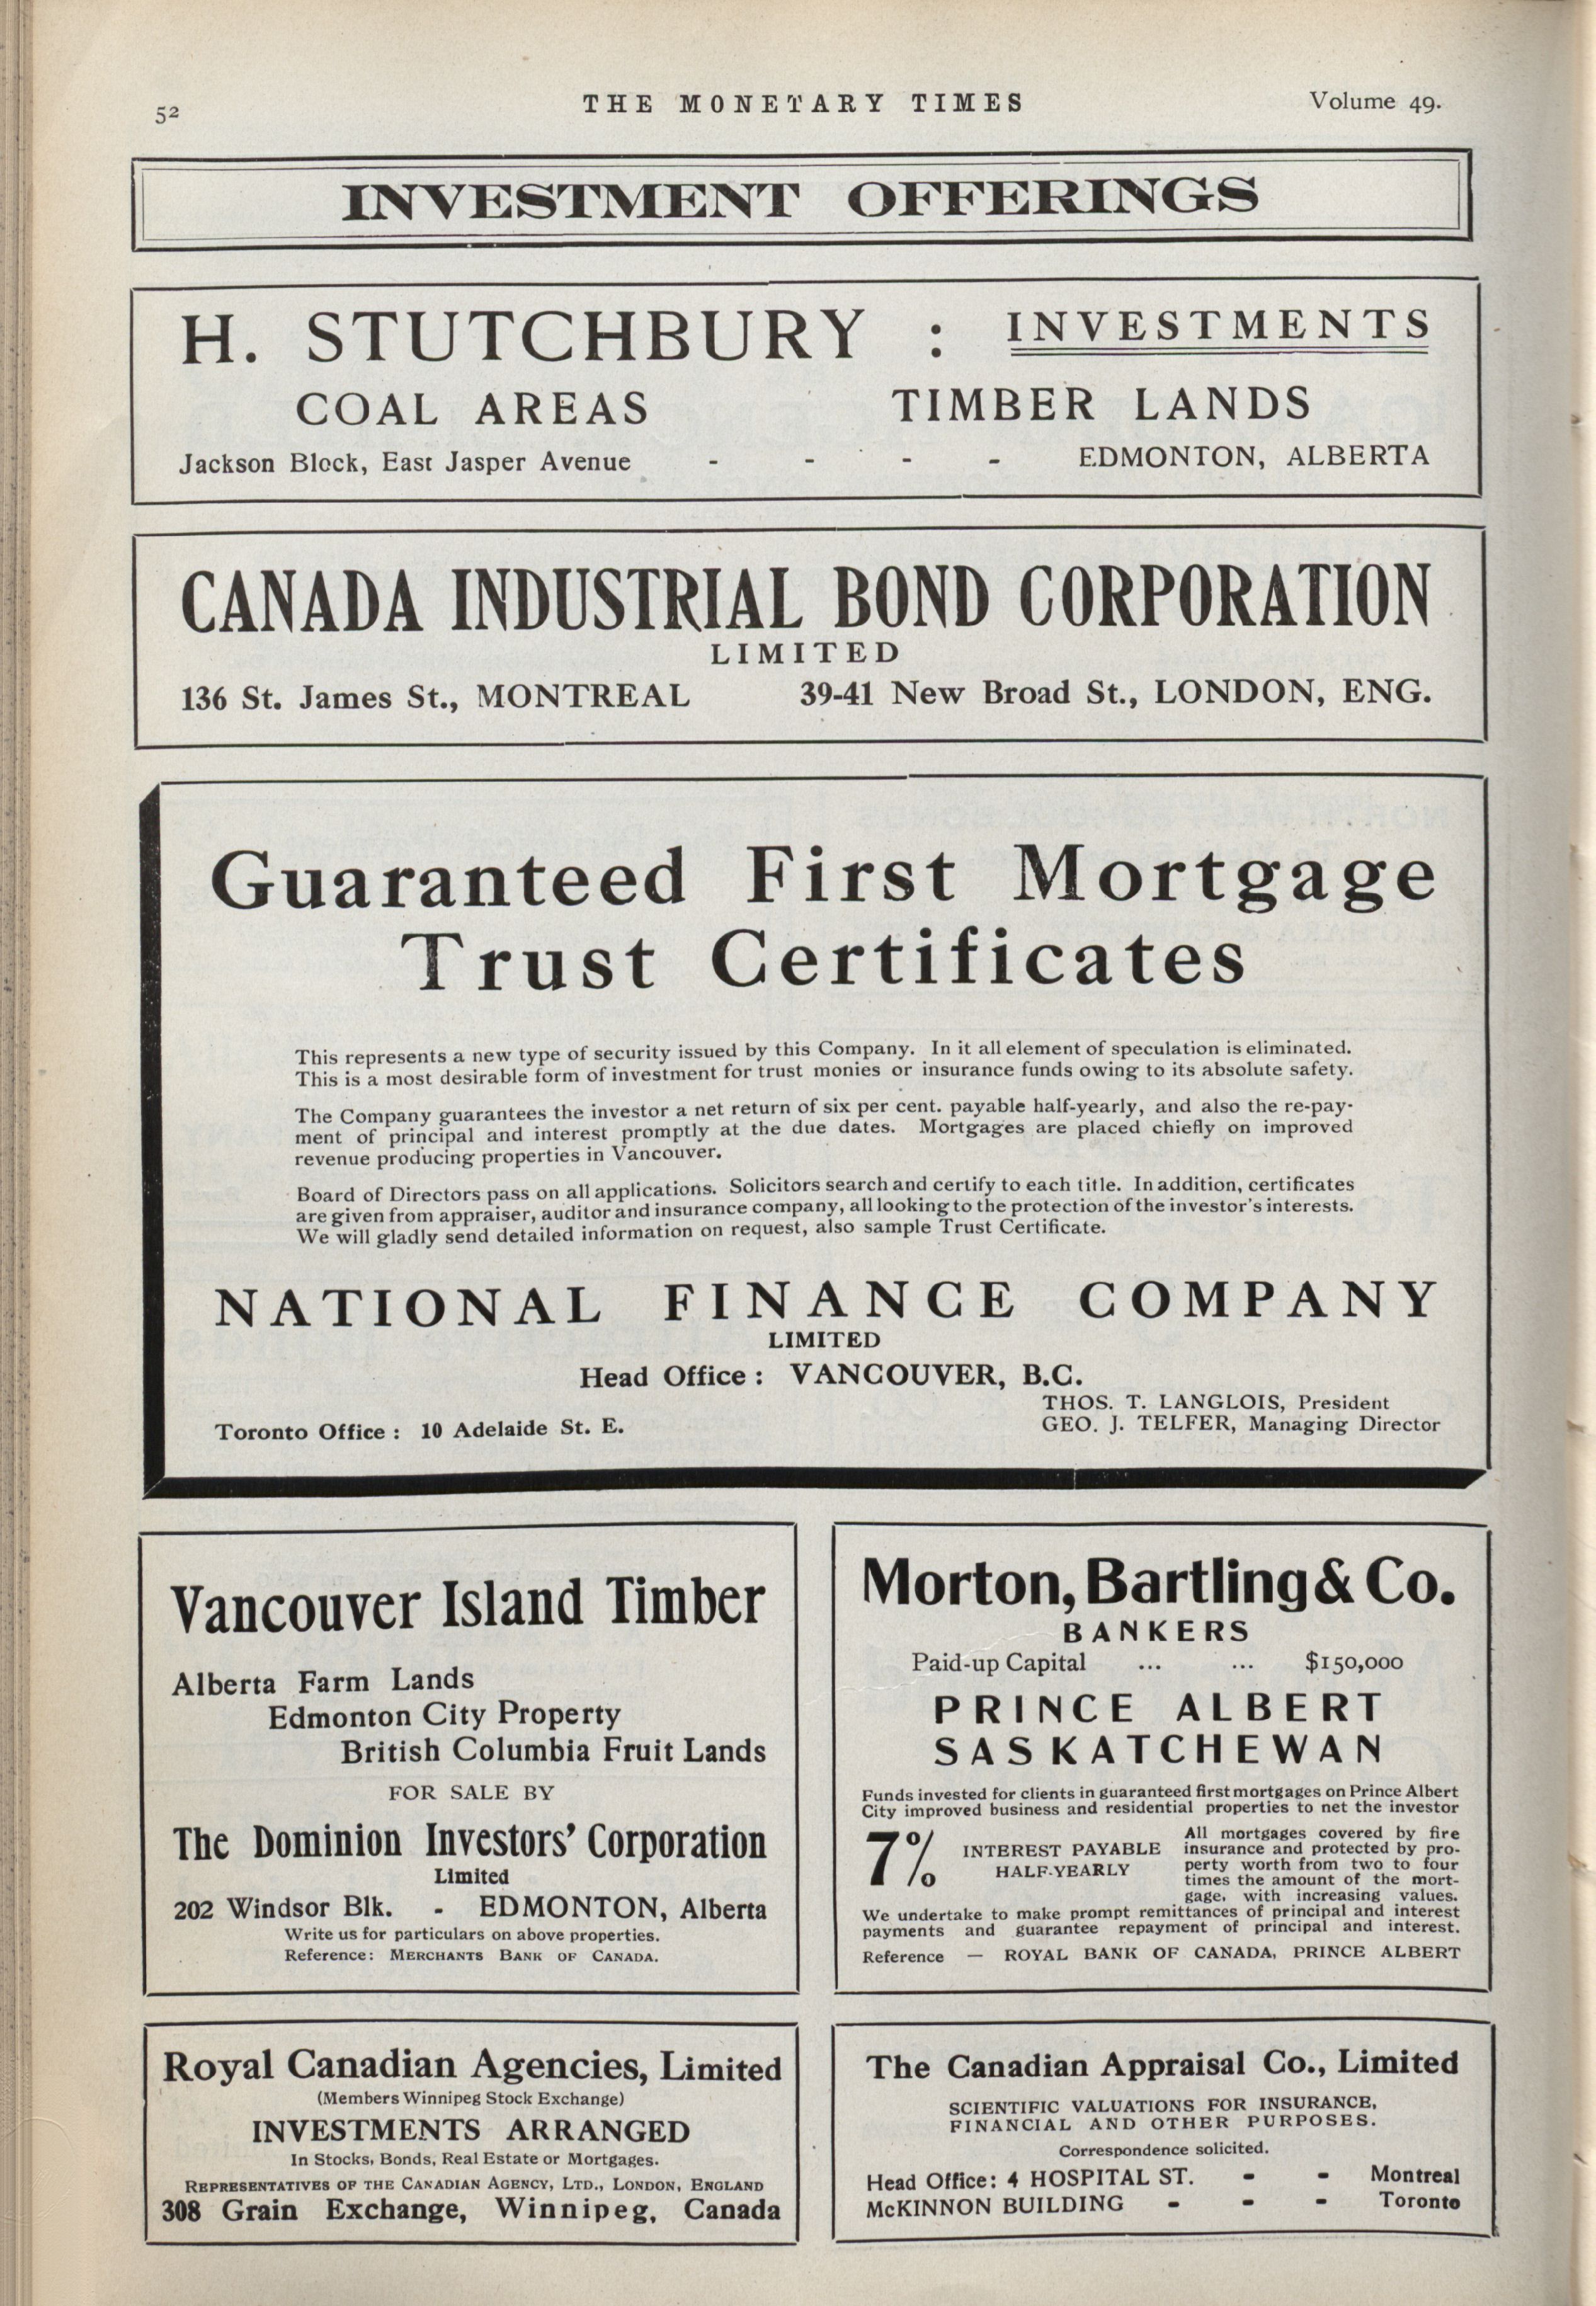 52
THE MONETARY TIMES
Volume 49.
INVESTMENT OFFERINGS
H. STUTCHBURY : INVESTMENTS
COAL AREAS TIMBER LANDS
Jackson Block, East Jasper Avenue - - - - EDMONTON, ALBERTA
CANADA INDUSTRIAL BOND CORPORATION
LIMITED
136 St. James St., MONTREAL 39-41 New Broad St., LONDON, ENG.
Guaranteed First Mortgage
Trust Certificates
This represents a new type of security issued by this Company. In it all element of speculation is eliminated.
This is a most desirable form of investment for trust monies or insurance funds owing to its absolute safety.
The Company guarantees the investor a net return of six per cent. payable half-yearly, and also the re-pay-
ment of principal and interest promptly at the due dates. Mortgages are placed chiefly on improved
revenue producing properties in Vancouver.
Board of Directors pass on all applications. Solicitors search and certify to each title. In addition, certificates
are given from appraiser, auditor and insurance company, all looking to the protection of the investor's interests.
We will gladly send detailed information on request, also sample Trust Certificate.
NATIONAL FINANCE COMPANY
LIMITED
Head Office : VANCOUVER, B.C.
THOS. T. LANGLOIS, President
Toronto Office : 10 Adelaide St. E. GEO. J. TELFER, Managing Director
Vancouver Island Timber
Alberta Farm Lands
Edmonton City Property
British Columbia Fruit Lands
FOR SALE BY
The Dominion Investors' Corporation
Limited
202 Windsor Blk. - EDMONTON, Alberta
Write us for particulars on above properties.
Reference: MERCHANTS BANK OF CANADA.
Morton, Bartling & Co.
BANKERS
Paid-up Capital ... ... $150,000
PRINCE ALBERT
SASKATCHEWAN
Funds invested for clients in guaranteed first mortgages on Prince Albert
City improved business and residential properties to net the investor
7% INTEREST PAYABLE
HALF-YEARLY
All mortgages covered by fire
insurance and protected by pro-
perty worth from two to four
times the amount of the mort-
gage, with increasing values.
We undertake to make prompt remittances of principal and interest
payments and guarantee repayment of principal and interest.
Reference — ROYAL BANK OF CANADA, PRINCE ALBERT
Royal Canadian Agencies, Limited
(Members Winnipeg Stock Exchange)
INVESTMENTS ARRANGED
In Stocks, Bonds, Real Estate or Mortgages.
REPRESENTATIVES OF THE CANADIAN AGENCY, LTD., LONDON, ENGLAND
308 Grain Exchange, Winnipeg, Canada
The Canadian Appraisal Co., Limited
SCIENTIFIC VALUATIONS FOR INSURANCE,
FINANCIAL AND OTHER PURPOSES.
Correspondence solicited.
Head Office: 4 HOSPITAL ST. - - Montreal
McKINNON BUILDING - - - Toronto